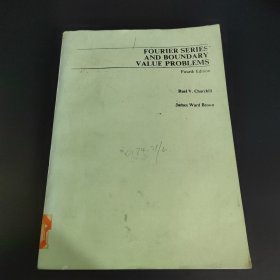 FOURIER SERIES
AND BOUNDARY
VALUE PROBLEMS
Fourth Edition
Ruel V. Churchill
James Ward Brown